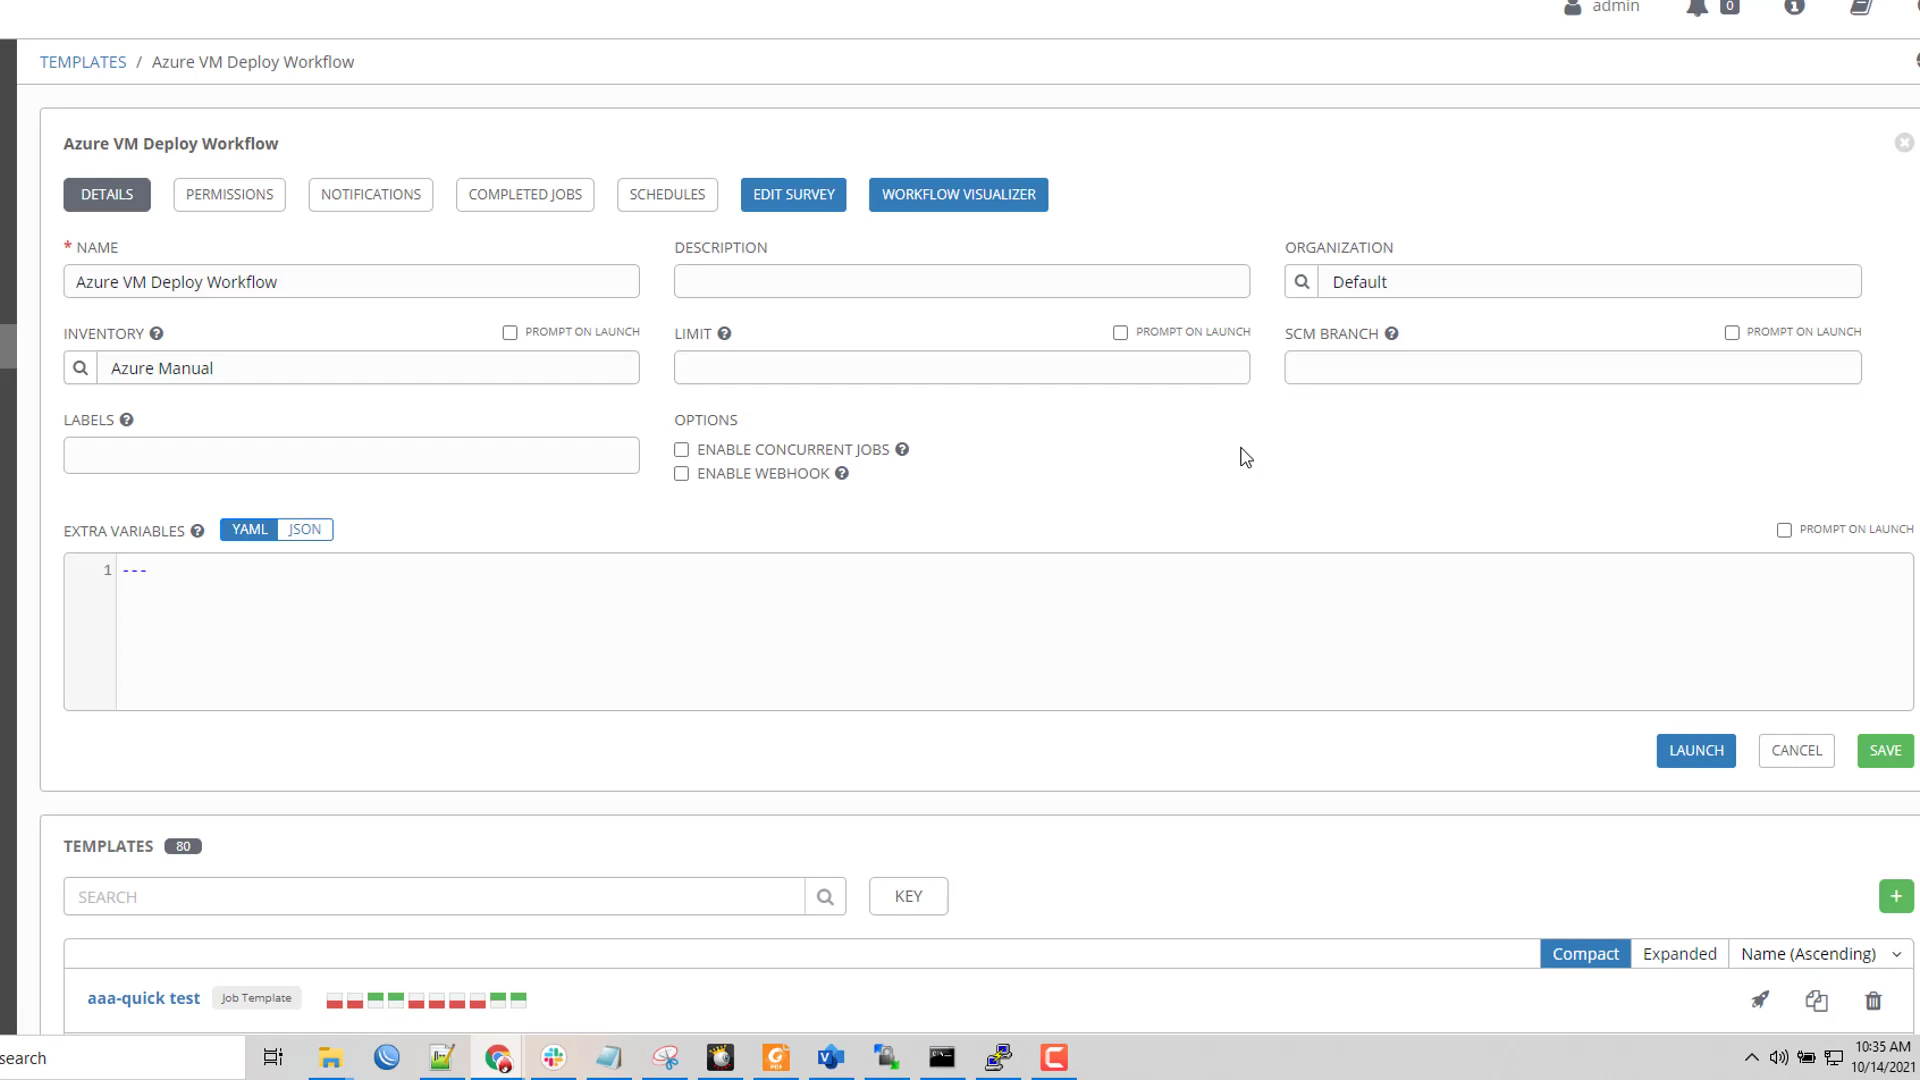 admin 0
TEMPLATES / Azure VM Deploy Workflow
Azure VM Deploy Workflow
DETAILS PERMISSIONS NOTIFICATIONS COMPLETED JOBS SCHEDULES EDIT SURVEY WORKFLOW VISUALIZER
* NAME DESCRIPTION ORGANIZATION
Azure VM Deploy Workflow Default
INVENTORY PROMPT ON LAUNCH LIMIT PROMPT ON LAUNCH SCM BRANCH PROMPT ON LAUNCH
Azure Manual
LABELS OPTIONS
ENABLE CONCURRENT JOBS
ENABLE WEBHOOK
EXTRA VARIABLES YAML JSON PROMPT ON LAUNCH
1 ---
LAUNCH CANCEL SAVE
TEMPLATES 80
SEARCH KEY +
Compact Expanded Name (Ascending)
aaa-quick test Job Template
search
10:35 AM
10/14/2021